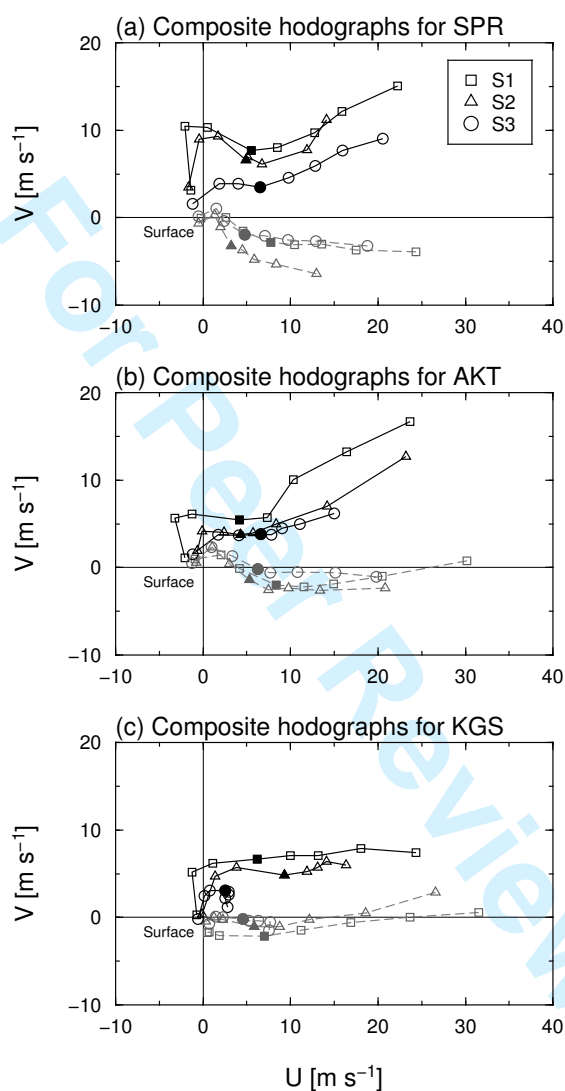 (a) Composite hodographs for SPR
20
10
0
−10
V [m s⁻¹]
Surface
S1
S2
S3
−10 0 10 20 30 40
(b) Composite hodographs for AKT
20
10
0
−10
V [m s⁻¹]
Surface
−10 0 10 20 30 40
(c) Composite hodographs for KGS
20
10
0
−10
V [m s⁻¹]
Surface
−10 0 10 20 30 40
U [m s⁻¹]
For Peer Review